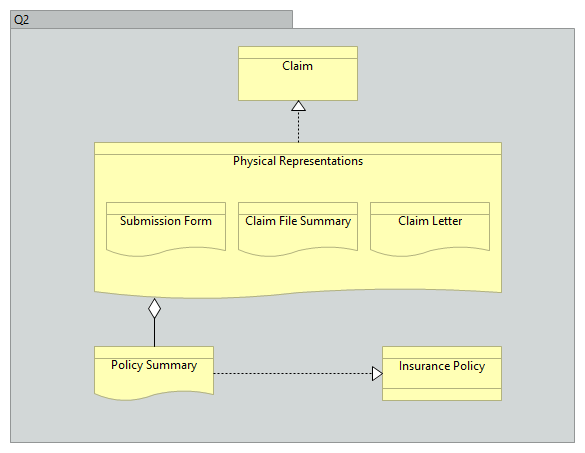 Q2
Claim
Physical Representations
Submission Form
Claim File Summary
Claim Letter
Policy Summary
Insurance Policy